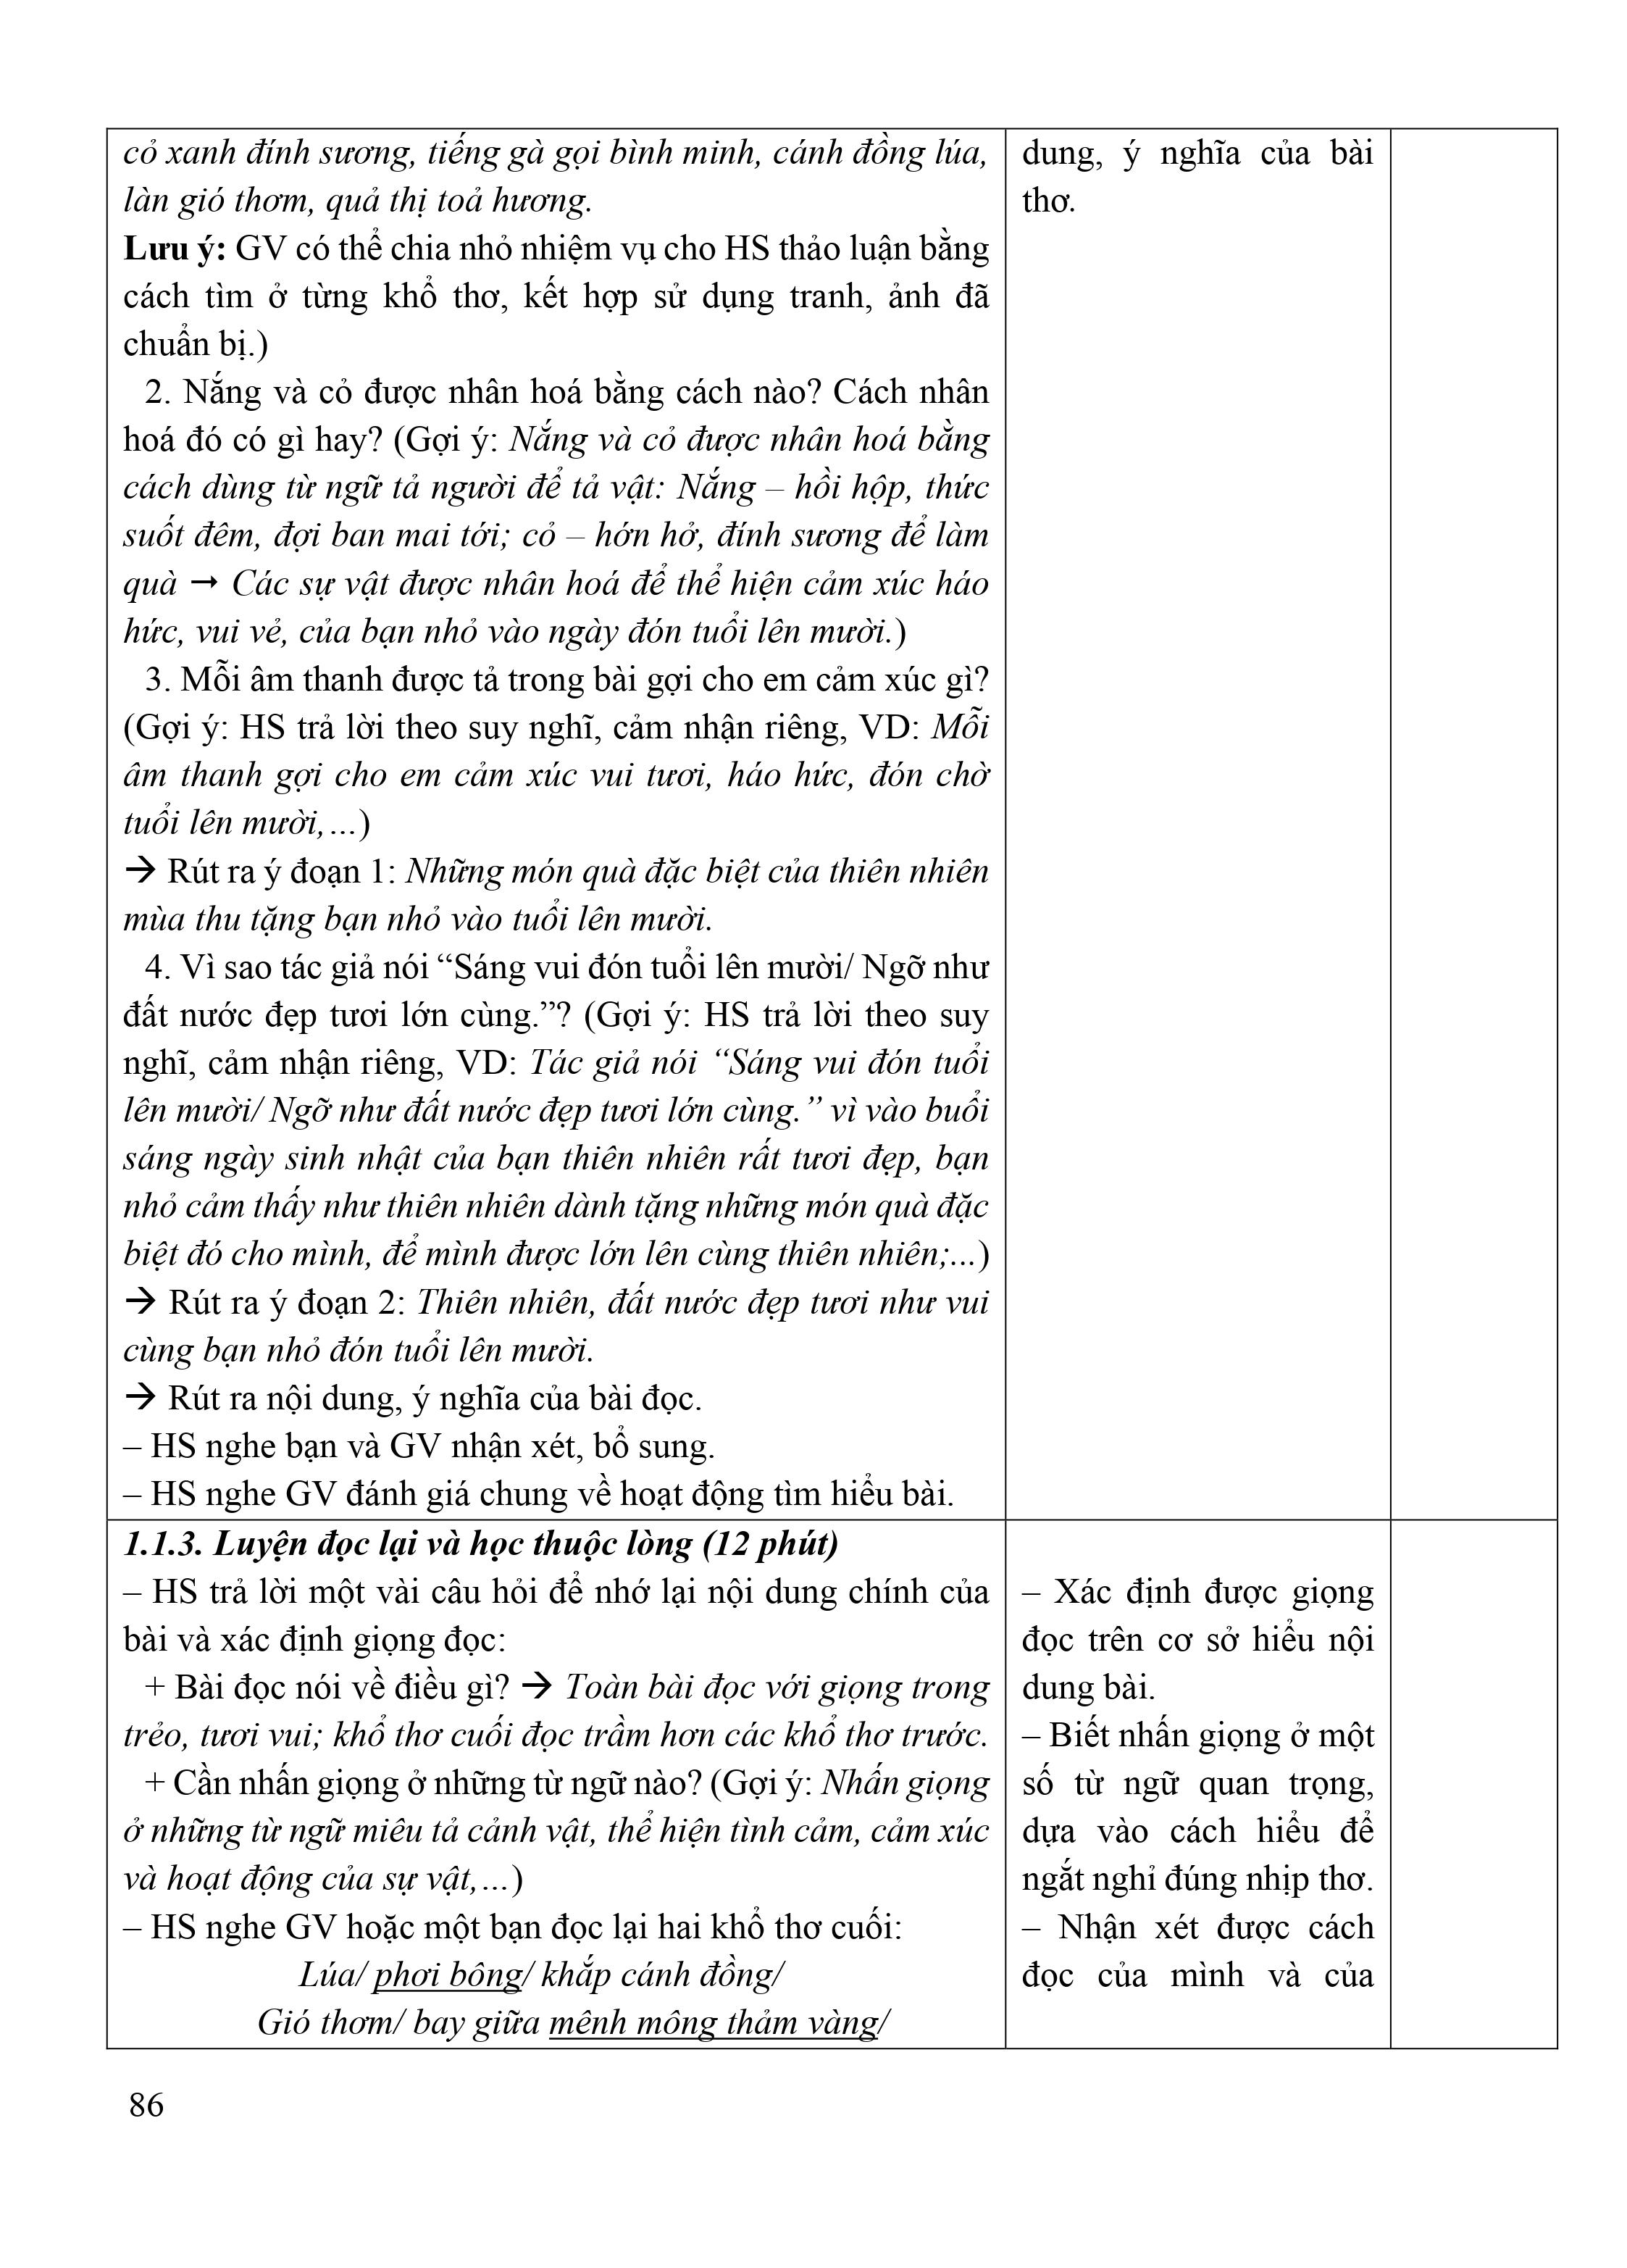 cỏ xanh đính sương, tiếng gà gọi bình minh, cánh đồng lúa,
làn gió thơm, quả thị toả hương.
Lưu ý: GV có thể chia nhỏ nhiệm vụ cho HS thảo luận bằng
cách tìm ở từng khổ thơ, kết hợp sử dụng tranh, ảnh đã
chuẩn bị.)
2. Nắng và cỏ được nhân hoá bằng cách nào? Cách nhân
hoá đó có gì hay? (Gợi ý: Nắng và cỏ được nhân hoá bằng
cách dùng từ ngữ tả người để tả vật: Nắng – hồi hộp, thức
suốt đêm, đợi ban mai tới; cỏ – hớn hở, đính sương để làm
quà → Các sự vật được nhân hoá để thể hiện cảm xúc háo
hức, vui vẻ, của bạn nhỏ vào ngày đón tuổi lên mười.)
3. Mỗi âm thanh được tả trong bài gợi cho em cảm xúc gì?
(Gợi ý: HS trả lời theo suy nghĩ, cảm nhận riêng, VD: Mỗi
âm thanh gợi cho em cảm xúc vui tươi, háo hức, đón chờ
tuổi lên mười,…)
→ Rút ra ý đoạn 1: Những món quà đặc biệt của thiên nhiên
mùa thu tặng bạn nhỏ vào tuổi lên mười.
4. Vì sao tác giả nói “Sáng vui đón tuổi lên mười/ Ngỡ như
đất nước đẹp tươi lớn cùng.”? (Gợi ý: HS trả lời theo suy
nghĩ, cảm nhận riêng, VD: Tác giả nói “Sáng vui đón tuổi
lên mười/ Ngỡ như đất nước đẹp tươi lớn cùng.” vì vào buổi
sáng ngày sinh nhật của bạn thiên nhiên rất tươi đẹp, bạn
nhỏ cảm thấy như thiên nhiên dành tặng những món quà đặc
biệt đó cho mình, để mình được lớn lên cùng thiên nhiên;...)
→ Rút ra ý đoạn 2: Thiên nhiên, đất nước đẹp tươi như vui
cùng bạn nhỏ đón tuổi lên mười.
→ Rút ra nội dung, ý nghĩa của bài đọc.
– HS nghe bạn và GV nhận xét, bổ sung.
– HS nghe GV đánh giá chung về hoạt động tìm hiểu bài.
dung, ý nghĩa của bài
thơ.
1.1.3. Luyện đọc lại và học thuộc lòng (12 phút)
– HS trả lời một vài câu hỏi để nhớ lại nội dung chính của
bài và xác định giọng đọc:
+ Bài đọc nói về điều gì? → Toàn bài đọc với giọng trong
trẻo, tươi vui; khổ thơ cuối đọc trầm hơn các khổ thơ trước.
+ Cần nhấn giọng ở những từ ngữ nào? (Gợi ý: Nhấn giọng
ở những từ ngữ miêu tả cảnh vật, thể hiện tình cảm, cảm xúc
và hoạt động của sự vật,…)
– HS nghe GV hoặc một bạn đọc lại hai khổ thơ cuối:
Lúa/ phơi bông/ khắp cánh đồng/
Gió thơm/ bay giữa mênh mông thảm vàng/
– Xác định được giọng
đọc trên cơ sở hiểu nội
dung bài.
– Biết nhấn giọng ở một
số từ ngữ quan trọng,
dựa vào cách hiểu để
ngắt nghỉ đúng nhịp thơ.
– Nhận xét được cách
đọc của mình và của
86